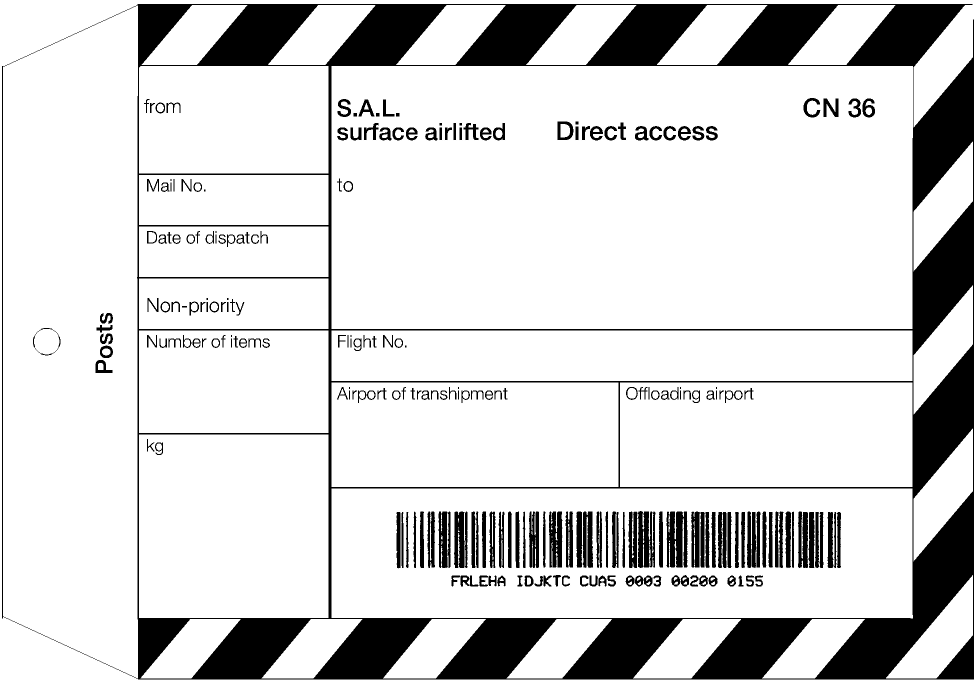 from
S.A.L.
surface airlifted
Direct access
CN 36
Mail No.
to
Date of dispatch
Non-priority
Posts
Number of items
Flight No.
Airport of transhipment
Offloading airport
kg
FRLEHA IDJKTC CUA5 0003 00200 0155